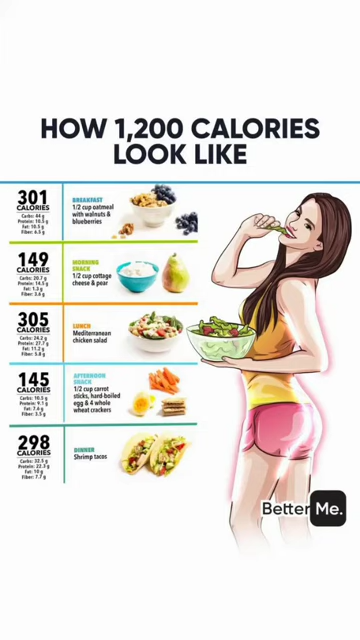 HOW 1,200 CALORIES
LOOK LIKE
301
CALORIES
Carbs: 44 g
Protein: 10.5 g
Fat: 10.5 g
Fiber: 6.5 g
BREAKFAST
1/2 cup oatmeal
with walnuts &
blueberries
149
CALORIES
Carbs: 20.7 g
Protein: 14.5 g
Fat: 1.3 g
Fiber: 3.6 g
MORNING
SNACK
1/2 cup cottage
cheese & pear
305
CALORIES
Carbs: 24.2 g
Protein: 27.7 g
Fat: 11.2 g
Fiber: 5.8 g
LUNCH
Mediterranean
chicken salad
145
CALORIES
Carbs: 10.5 g
Protein: 9.1 g
Fat: 7.6 g
Fiber: 3.5 g
AFTERNOON
SNACK
1/2 cup carrot
sticks, hard-boiled
egg & 4 whole
wheat crackers
298
CALORIES
Carbs: 32.5 g
Protein: 22.3 g
Fat: 10 g
Fiber: 7.7 g
DINNER
Shrimp tacos
BetterMe.